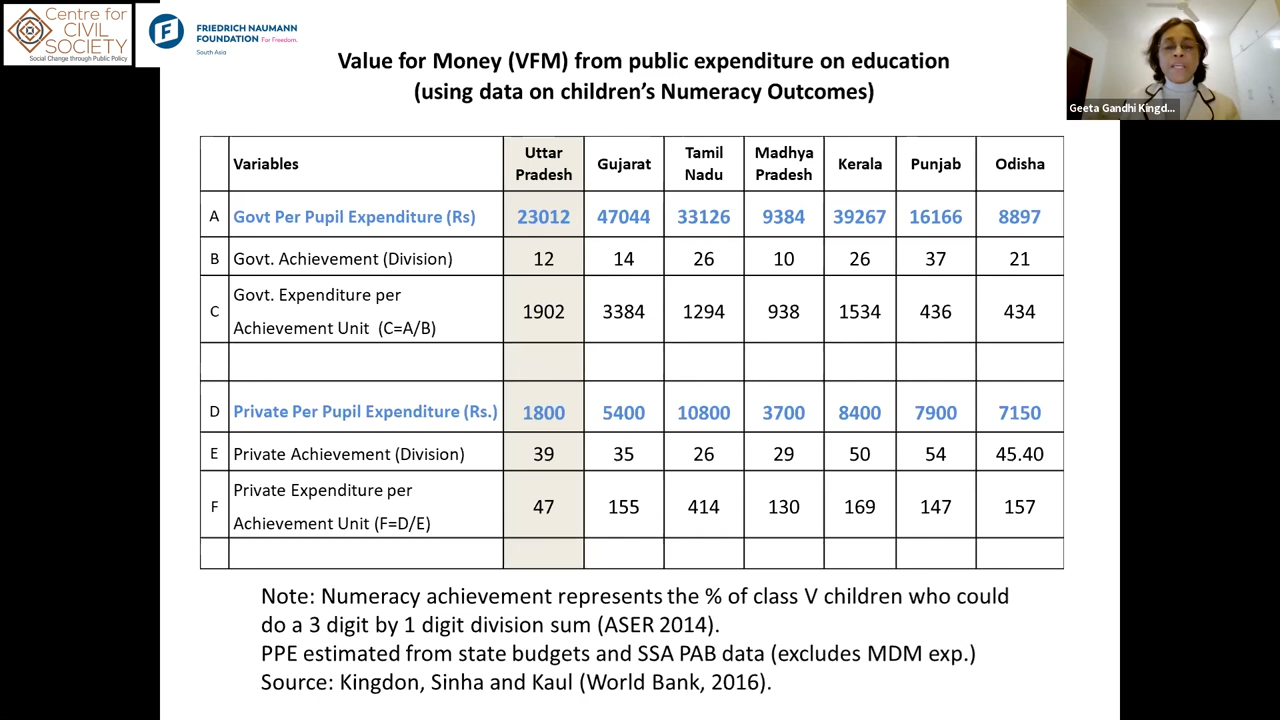 Centre for
CIVIL
SOCIETY
Social Change through Public Policy
FRIEDRICH NAUMANN
FOUNDATION For Freedom.
South Asia
Geeta Gandhi Kingd...
Value for Money (VFM) from public expenditure on education
(using data on children's Numeracy Outcomes)
Variables Uttar Pradesh Gujarat Tamil Nadu Madhya Pradesh Kerala Punjab Odisha
A Govt Per Pupil Expenditure (Rs) 23012 47044 33126 9384 39267 16166 8897
B Govt. Achievement (Division) 12 14 26 10 26 37 21
C Govt. Expenditure per Achievement Unit (C=A/B) 1902 3384 1294 938 1534 436 434
D Private Per Pupil Expenditure (Rs.) 1800 5400 10800 3700 8400 7900 7150
E Private Achievement (Division) 39 35 26 29 50 54 45.40
F Private Expenditure per Achievement Unit (F=D/E) 47 155 414 130 169 147 157
Note: Numeracy achievement represents the % of class V children who could
do a 3 digit by 1 digit division sum (ASER 2014).
PPE estimated from state budgets and SSA PAB data (excludes MDM exp.)
Source: Kingdon, Sinha and Kaul (World Bank, 2016).